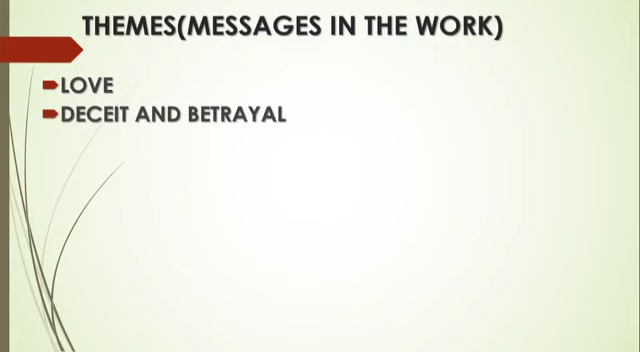 THEMES(MESSAGES IN THE WORK)
LOVE
DECEIT AND BETRAYAL